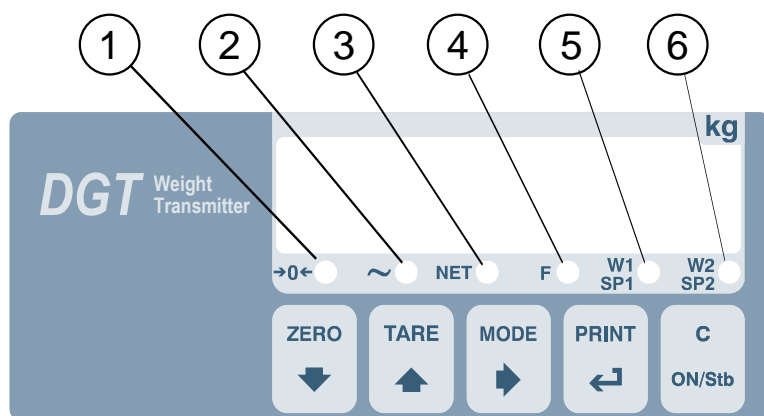 1 2 3 4 5 6
kg
DGT Weight
Transmitter
→0← ~ NET F W1 W2
SP1 SP2
ZERO TARE MODE PRINT C
ON/Stb